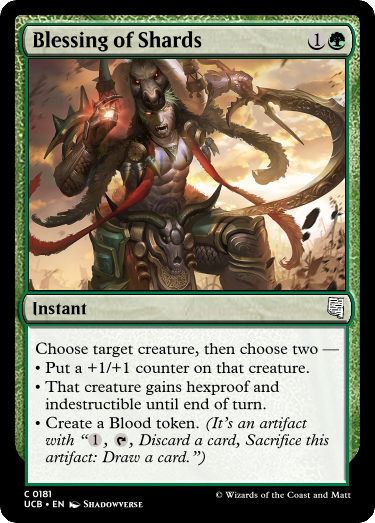 Blessing of Shards 1
Instant
Choose target creature, then choose two —
• Put a +1/+1 counter on that creature.
• That creature gains hexproof and
indestructible until end of turn.
• Create a Blood token. (It's an artifact
with “1, , Discard a card, Sacrifice this
artifact: Draw a card.”)
C 0181
UCB • EN SHADOWVERSE © Wizards of the Coast and Matt